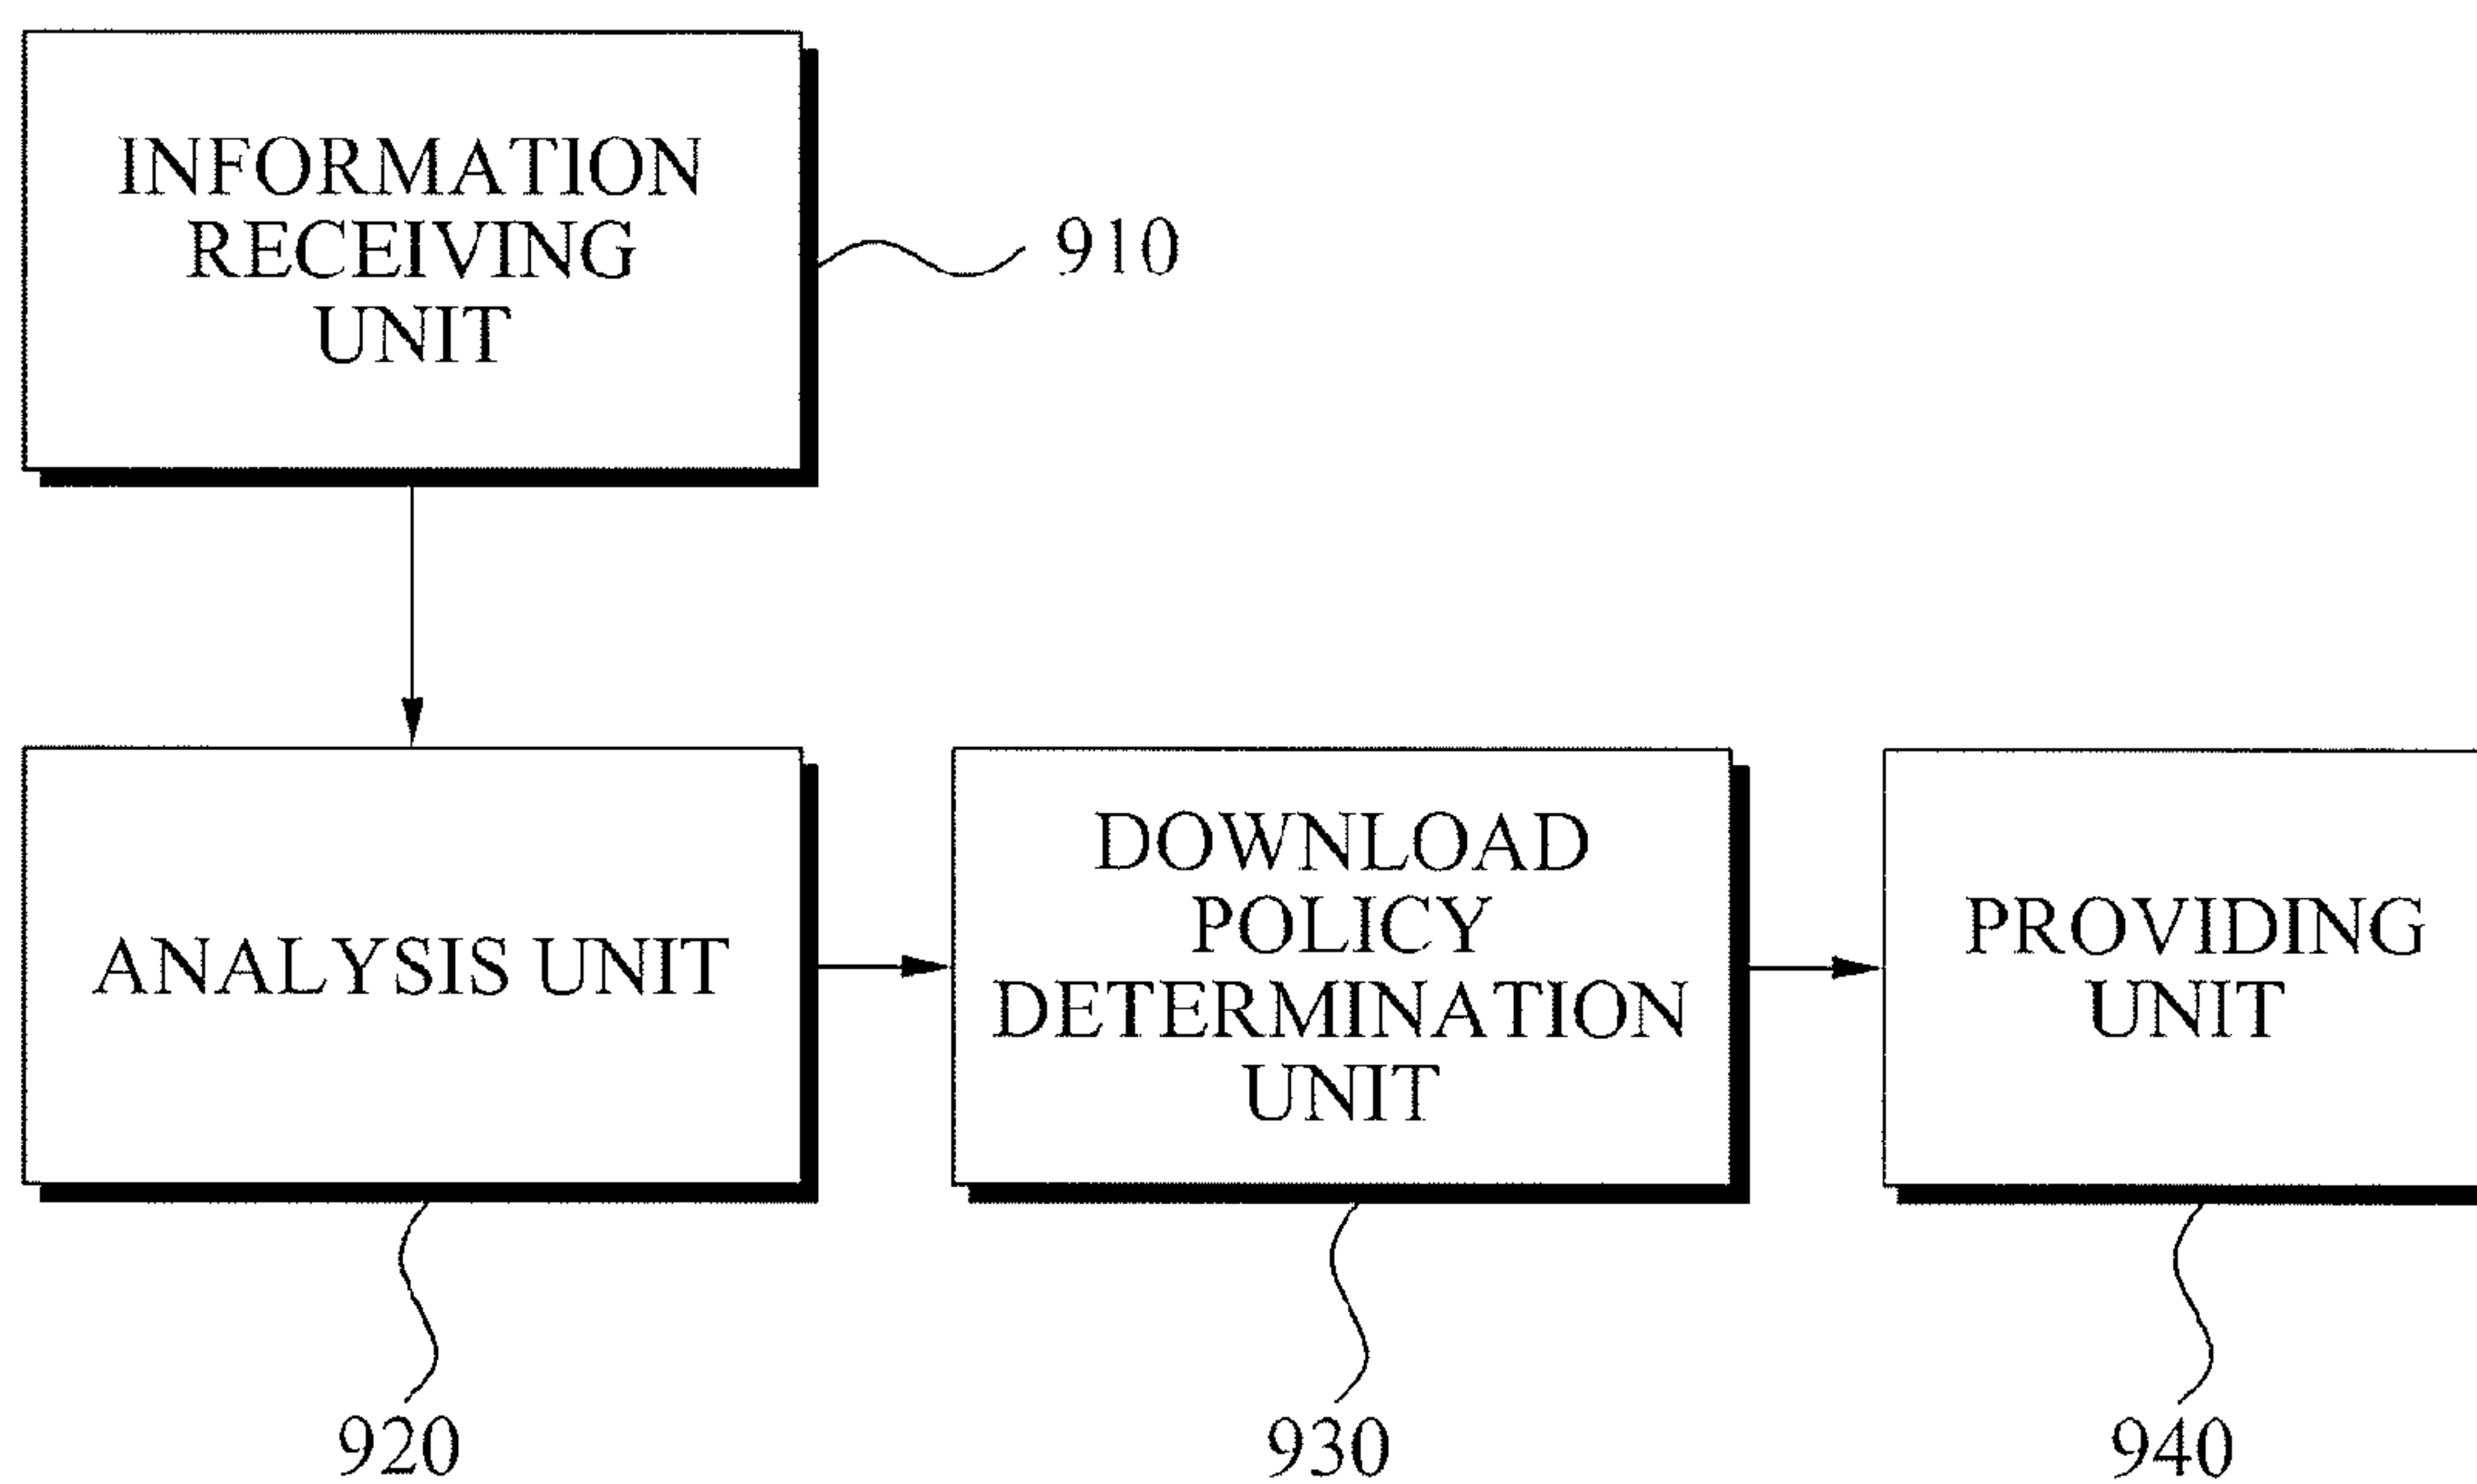 INFORMATION
RECEIVING
UNIT
910
ANALYSIS UNIT
DOWNLOAD
POLICY
DETERMINATION
UNIT
PROVIDING
UNIT
920
930
940